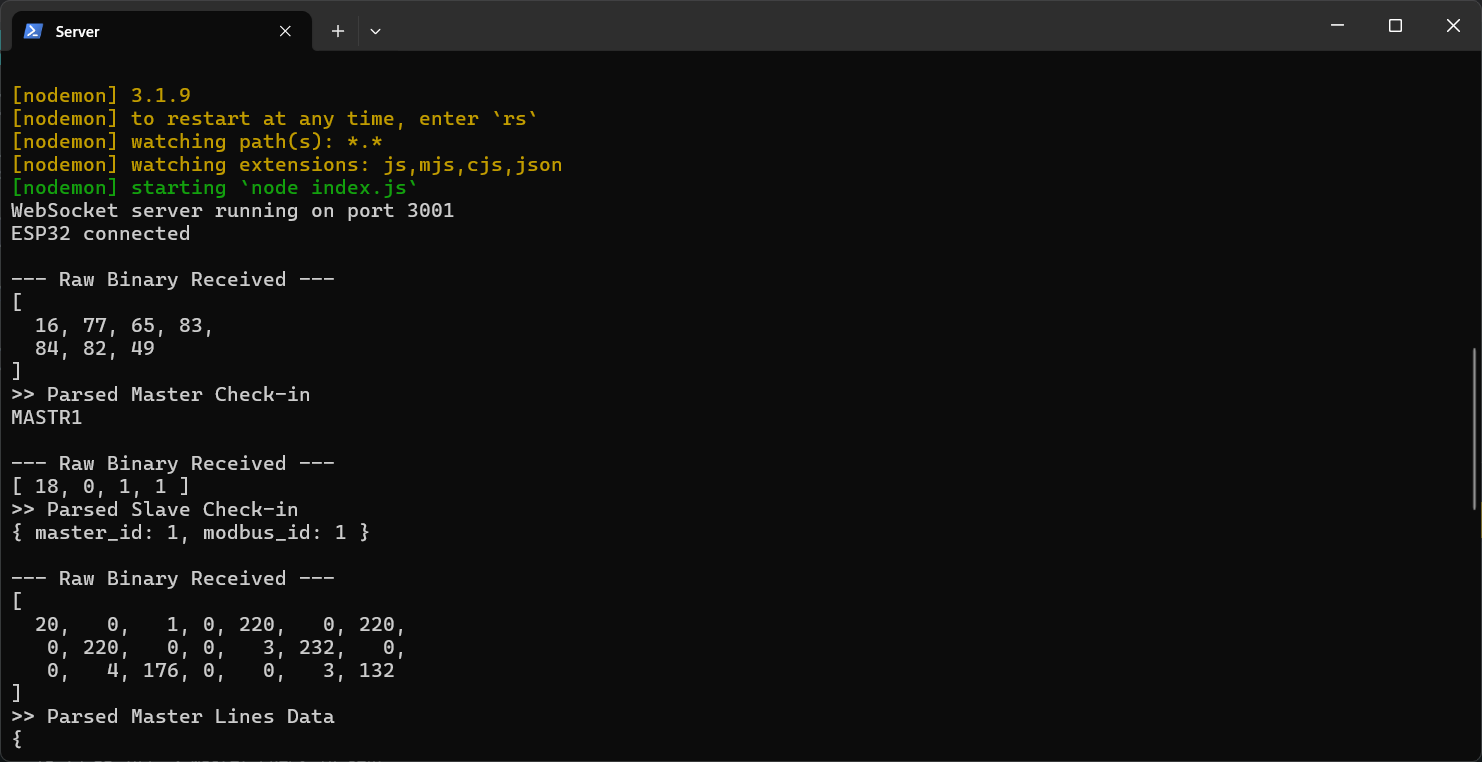 Server
[nodemon] 3.1.9
[nodemon] to restart at any time, enter `rs`
[nodemon] watching path(s): *.*
[nodemon] watching extensions: js,mjs,cjs,json
[nodemon] starting `node index.js`
WebSocket server running on port 3001
ESP32 connected
--- Raw Binary Received ---
[
  16, 77, 65, 83,
  84, 82, 49
]
>> Parsed Master Check-in
MASTR1
--- Raw Binary Received ---
[ 18, 0, 1, 1 ]
>> Parsed Slave Check-in
{ master_id: 1, modbus_id: 1 }
--- Raw Binary Received ---
[
  20,   0,   1, 0, 220,   0, 220,
   0, 220,   0, 0,   3, 232,   0,
   0,   4, 176, 0,   0,   3, 132
]
>> Parsed Master Lines Data
{